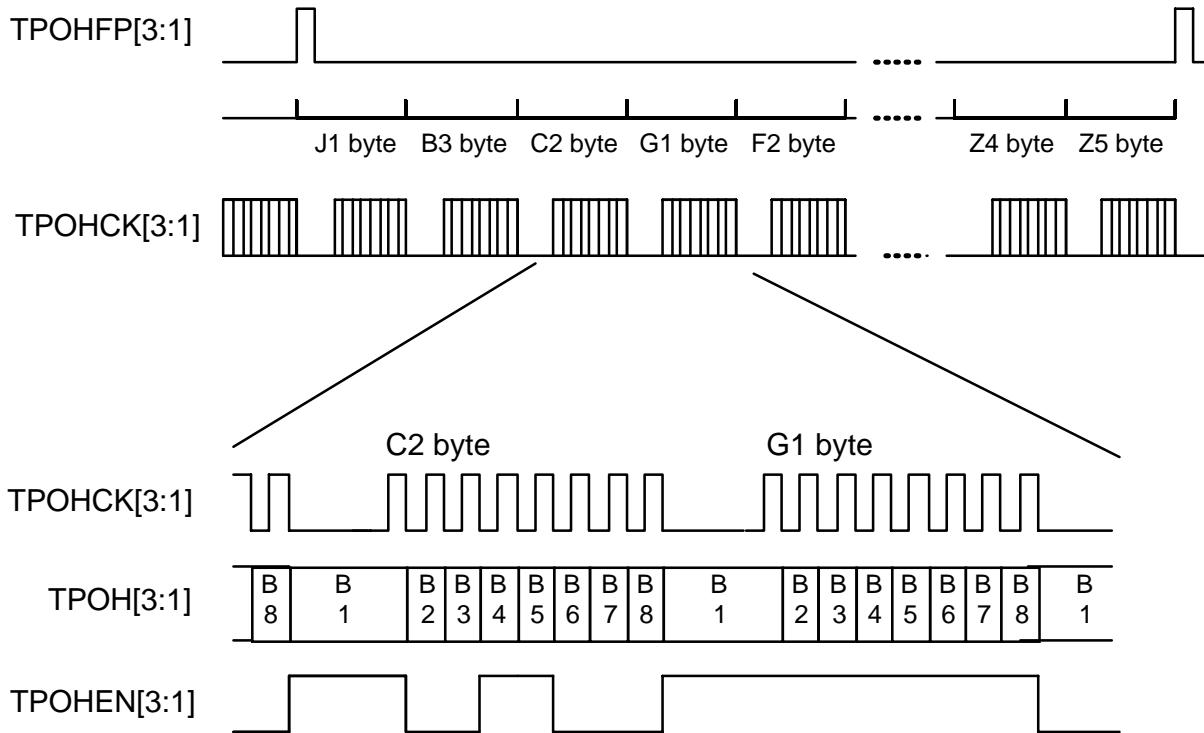 TPOHFP[3:1]
J1 byte B3 byte C2 byte G1 byte F2 byte Z4 byte Z5 byte
TPOHCK[3:1]
C2 byte G1 byte
TPOHCK[3:1]
TPOH[3:1]
B B B B B B B B B B B B B B B B B B
8 1 2 3 4 5 6 7 8 1 2 3 4 5 6 7 8 1
TPOHEN[3:1]